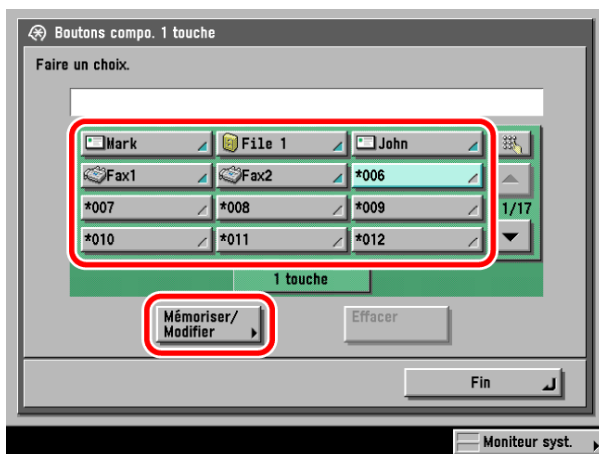 Boutons compo. 1 touche
Faire un choix.
Mark
File 1
John
Fax1
Fax2
*006
*007
*008
*009
1/17
*010
*011
*012
1 touche
Mémoriser/
Modifier
Effacer
Fin
Moniteur syst.